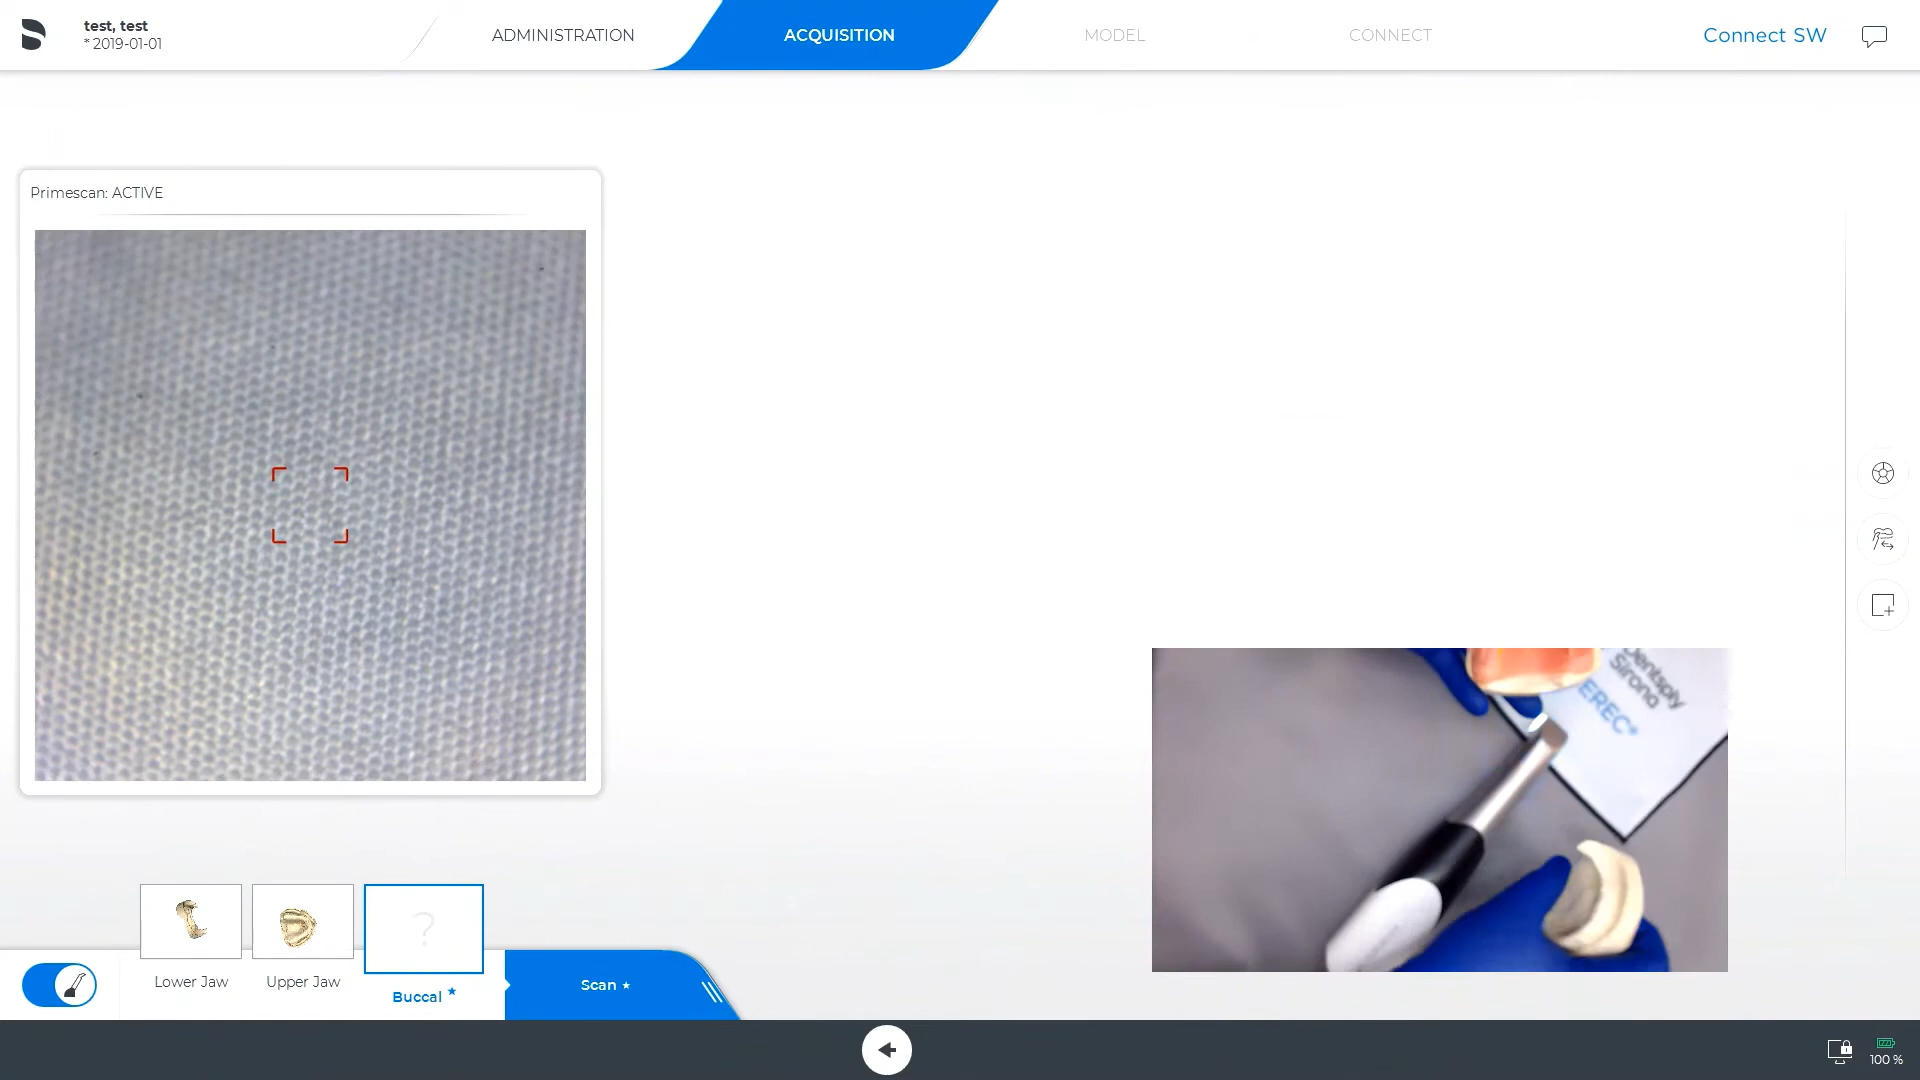 test, test
* 2019-01-01
ADMINISTRATION
ACQUISITION
MODEL
CONNECT
Connect SW
Primescan: ACTIVE
Dentsply
Sirona
EREC®
?
Lower Jaw
Upper Jaw
Buccal ★
Scan ★
100 %